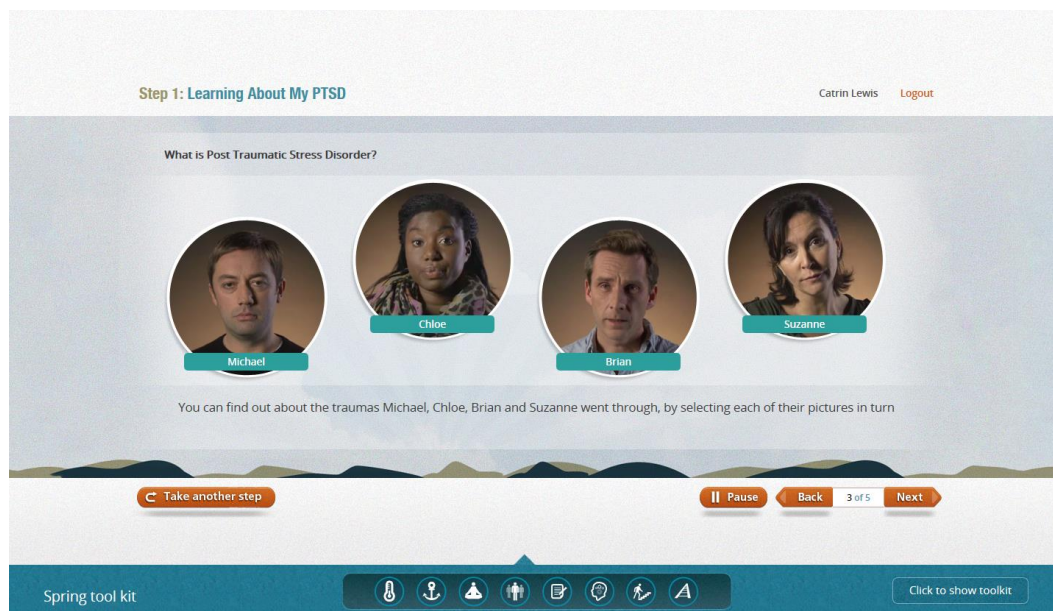 Step 1: Learning About My PTSD
Catrin Lewis Logout
What is Post Traumatic Stress Disorder?
Michael
Chloe
Brian
Suzanne
You can find out about the traumas Michael, Chloe, Brian and Suzanne went through, by selecting each of their pictures in turn
Take another step
Pause Back 3 of 5 Next
Spring tool kit
Click to show toolkit